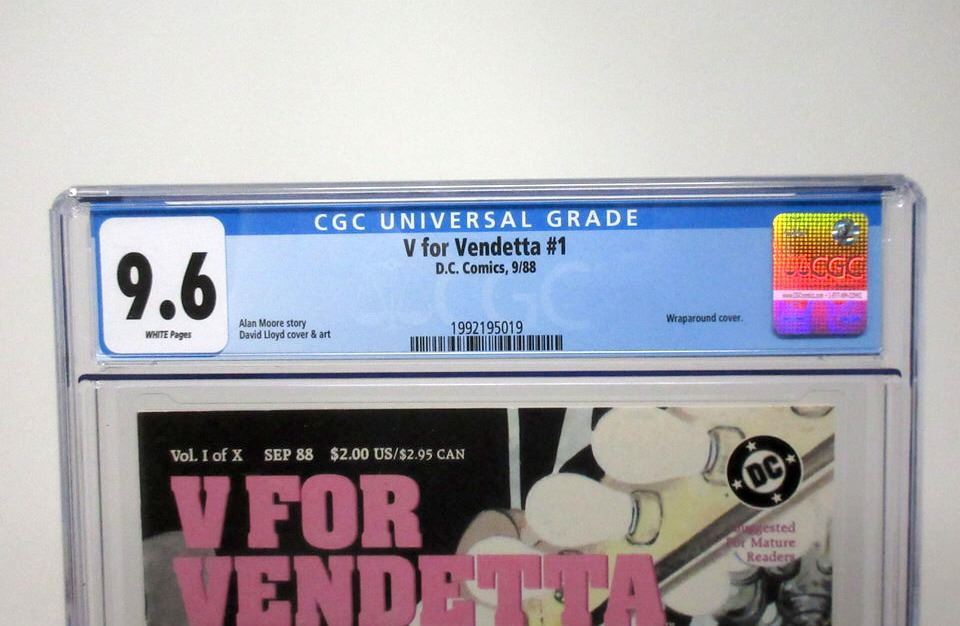 CGC UNIVERSAL GRADE
9.6
WHITE Pages
V for Vendetta #1
D.C. Comics, 9/88
Alan Moore story
David Lloyd cover & art
1992195019
Wraparound cover.
CGC
Vol. I of X SEP 88 $2.00 US/$2.95 CAN
DC
V FOR
VENDETTA
Suggested
For Mature
Readers